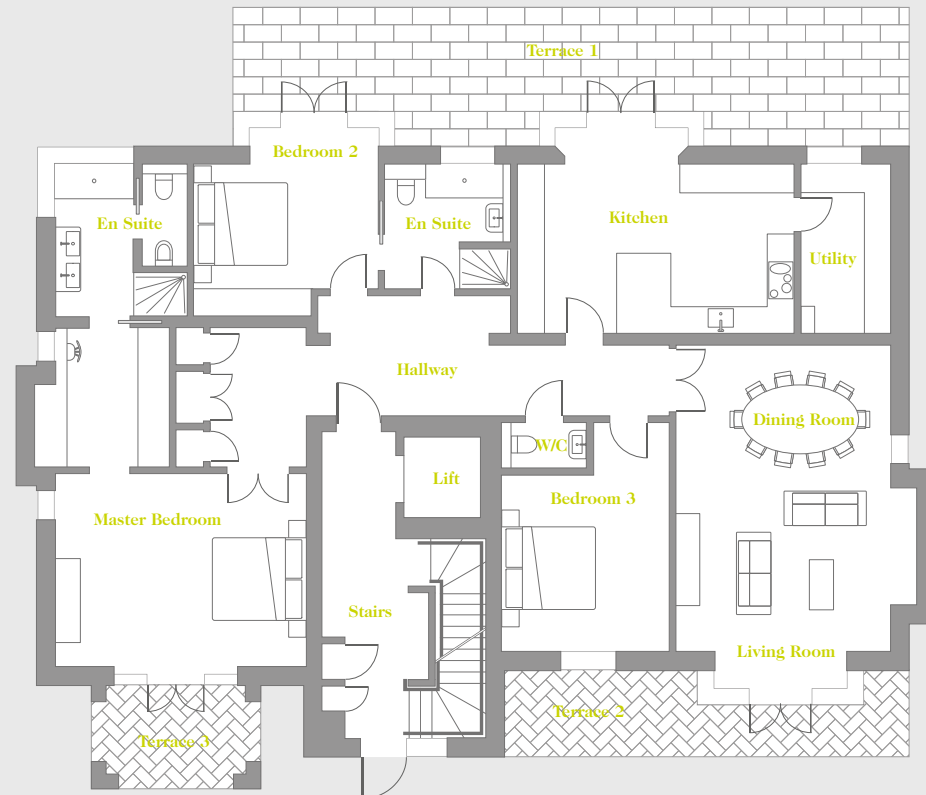 Terrace 1
Bedroom 2
En Suite
En Suite
Kitchen
Utility
Hallway
Dining Room
W/C
Lift
Bedroom 3
Master Bedroom
Stairs
Living Room
Terrace 2
Terrace 3